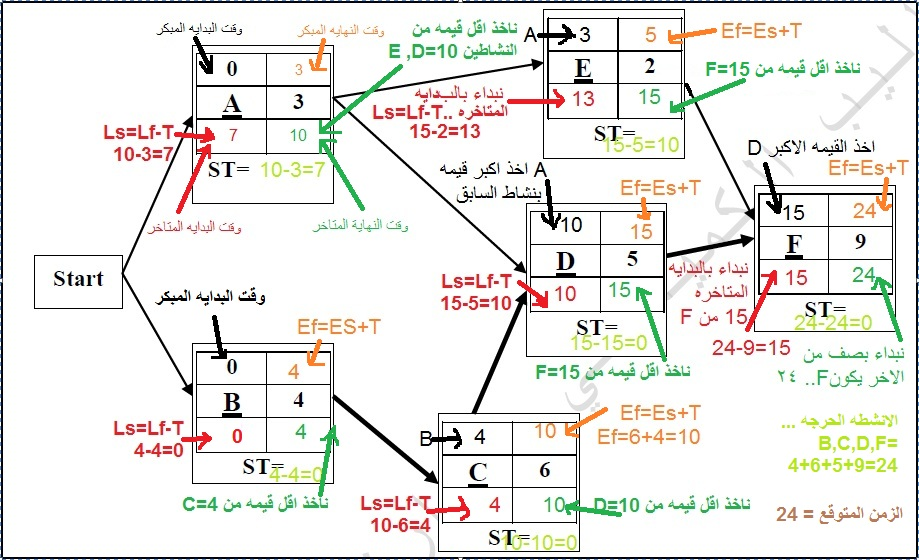 وقت البدايه المبكر
وقت النهايه المبكر
0
3
A
3
7
10
ST=
10-3=7
Ls=Lf-T
10-3=7
وقت البدايه المتاخر
وقت النهاية المتاخر
ناخذ اقل قيمه من
النشاطين E ,D=10
A
3
5
Ef=Es+T
E
2
13
15
ST=
15-5=10
ناخذ اقل قيمه من F=15
نبداء بالبدايه
المتاخره .. Ls=Lf-T
15-2=13
Start
وقت البدايه المبكر
Ef=ES+T
0
4
B
4
0
4
ST=
4-4=0
Ls=Lf-T
4-4=0
ناخذ اقل قيمه من C=4
A اخذ اكبر قيمه
بنشاط السابق
Ef=Es+T
10
15
D
5
10
15
ST=
15-15=0
Ls=Lf-T
15-5=10
ناخذ اقل قيمه من F=15
B
4
10
Ef=Es+T
Ef=6+4=10
C
6
4
10
ST=
10-10=0
Ls=Lf-T
10-6=4
ناخذ اقل قيمه من D=10
اخذ القيمه الاكبر D
Ef=Es+T
15
24
F
9
15
24
ST=
24-24=0
نبداء بالبدايه
المتاخره
15 من F
24-9=15
نبداء بصف من
الاخر يكونF.. ٢٤
الانشطه الحرجه ...
B,C,D,F=
4+6+5+9=24
الزمن المتوقع = 24